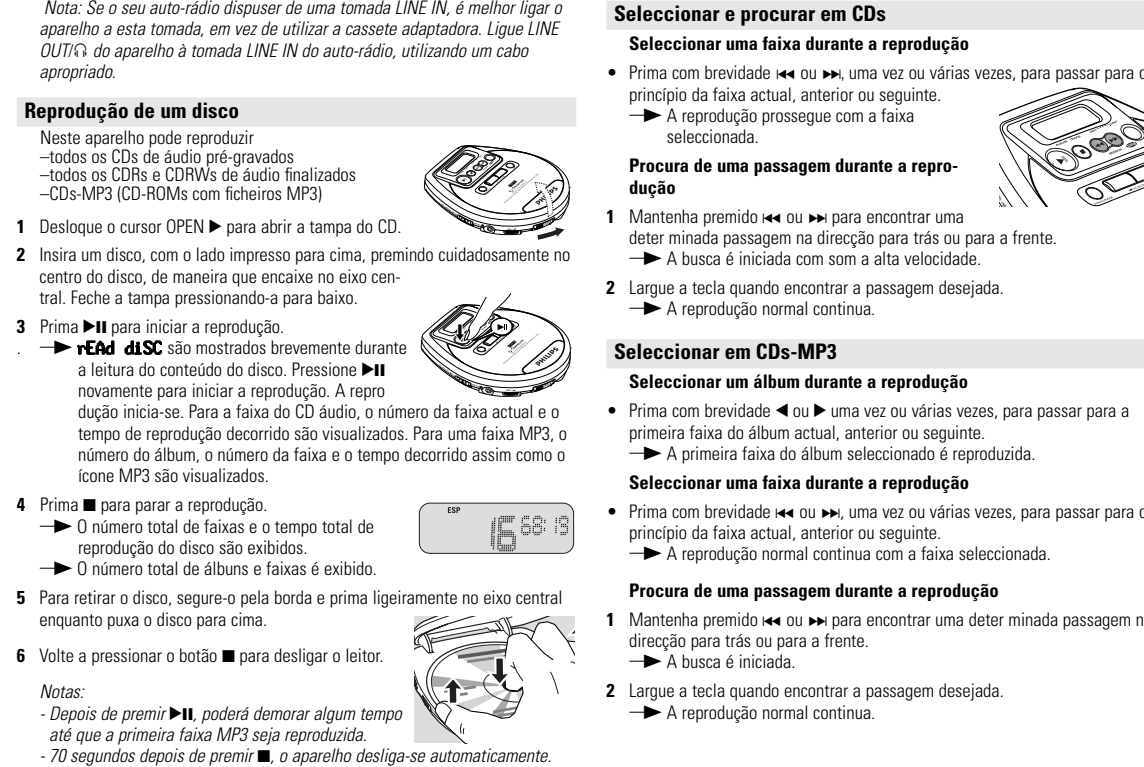 Nota: Se o seu auto-rádio dispuser de uma tomada LINE IN, é melhor ligar o
aparelho a esta tomada, em vez de utilizar a cassete adaptadora. Ligue LINE
OUT/🎧 do aparelho à tomada LINE IN do auto-rádio, utilizando um cabo
apropriado.
Reprodução de um disco
Neste aparelho pode reproduzir
–todos os CDs de áudio pré-gravados
–todos os CDRs e CDRWs de áudio finalizados
–CDs-MP3 (CD-ROMs com ficheiros MP3)
1 Desloque o cursor OPEN ▶ para abrir a tampa do CD.
2 Insira um disco, com o lado impresso para cima, premindo cuidadosamente no
centro do disco, de maneira que encaixe no eixo cen-
tral. Feche a tampa pressionando-a para baixo.
3 Prima ▶II para iniciar a reprodução.
. → rEAd diSC são mostrados brevemente durante
a leitura do conteúdo do disco. Pressione ▶II
novamente para iniciar a reprodução. A repro
dução inicia-se. Para a faixa do CD áudio, o número da faixa actual e o
tempo de reprodução decorrido são visualizados. Para uma faixa MP3, o
número do álbum, o número da faixa e o tempo decorrido assim como o
ícone MP3 são visualizados.
4 Prima ■ para parar a reprodução.
→ O número total de faixas e o tempo total de
reprodução do disco são exibidos.
→ O número total de álbuns e faixas é exibido.
5 Para retirar o disco, segure-o pela borda e prima ligeiramente no eixo central
enquanto puxa o disco para cima.
6 Volte a pressionar o botão ■ para desligar o leitor.
Notas:
- Depois de premir ▶II, poderá demorar algum tempo
até que a primeira faixa MP3 seja reproduzida.
- 70 segundos depois de premir ■, o aparelho desliga-se automaticamente.
PHILIPS
▶II
PHILIPS
ESP
16 68:19
Seleccionar e procurar em CDs
Seleccionar uma faixa durante a reprodução
• Prima com brevidade ⏮ ou ⏭, uma vez ou várias vezes, para passar para o
princípio da faixa actual, anterior ou seguinte.
→ A reprodução prossegue com a faixa
seleccionada.
Procura de uma passagem durante a repro-
dução
1 Mantenha premido ⏮ ou ⏭ para encontrar uma
deter minada passagem na direcção para trás ou para a frente.
→ A busca é iniciada com som a alta velocidade.
2 Largue a tecla quando encontrar a passagem desejada.
→ A reprodução normal continua.
Seleccionar em CDs-MP3
Seleccionar um álbum durante a reprodução
• Prima com brevidade ◀ ou ▶ uma vez ou várias vezes, para passar para a
primeira faixa do álbum actual, anterior ou seguinte.
→ A primeira faixa do álbum seleccionado é reproduzida.
Seleccionar uma faixa durante a reprodução
• Prima com brevidade ⏮ ou ⏭, uma vez ou várias vezes, para passar para o
princípio da faixa actual, anterior ou seguinte.
→ A reprodução normal continua com a faixa seleccionada.
Procura de uma passagem durante a reprodução
1 Mantenha premido ⏮ ou ⏭ para encontrar uma deter minada passagem n
direcção para trás ou para a frente.
→ A busca é iniciada.
2 Largue a tecla quando encontrar a passagem desejada.
→ A reprodução normal continua.